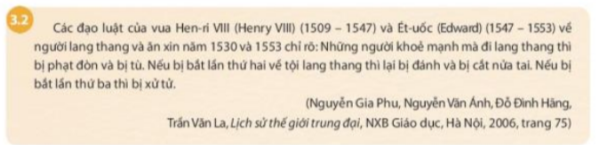 3.2
Các đạo luật của vua Hen-ri VIII (Henry VIII) (1509 – 1547) và Ét-uốc (Edward) (1547 – 1553) về
người lang thang và ăn xin năm 1530 và 1553 chỉ rõ: Những người khoẻ mạnh mà đi lang thang thì
bị phạt đòn và bị tù. Nếu bị bắt lần thứ hai về tội lang thang thì lại bị đánh và bị cắt nửa tai. Nếu bị
bắt lần thứ ba thì bị xử tử.
(Nguyễn Gia Phu, Nguyễn Văn Ánh, Đỗ Đình Hãng,
Trần Văn La, Lịch sử thế giới trung đại, NXB Giáo dục, Hà Nội, 2006, trang 75)